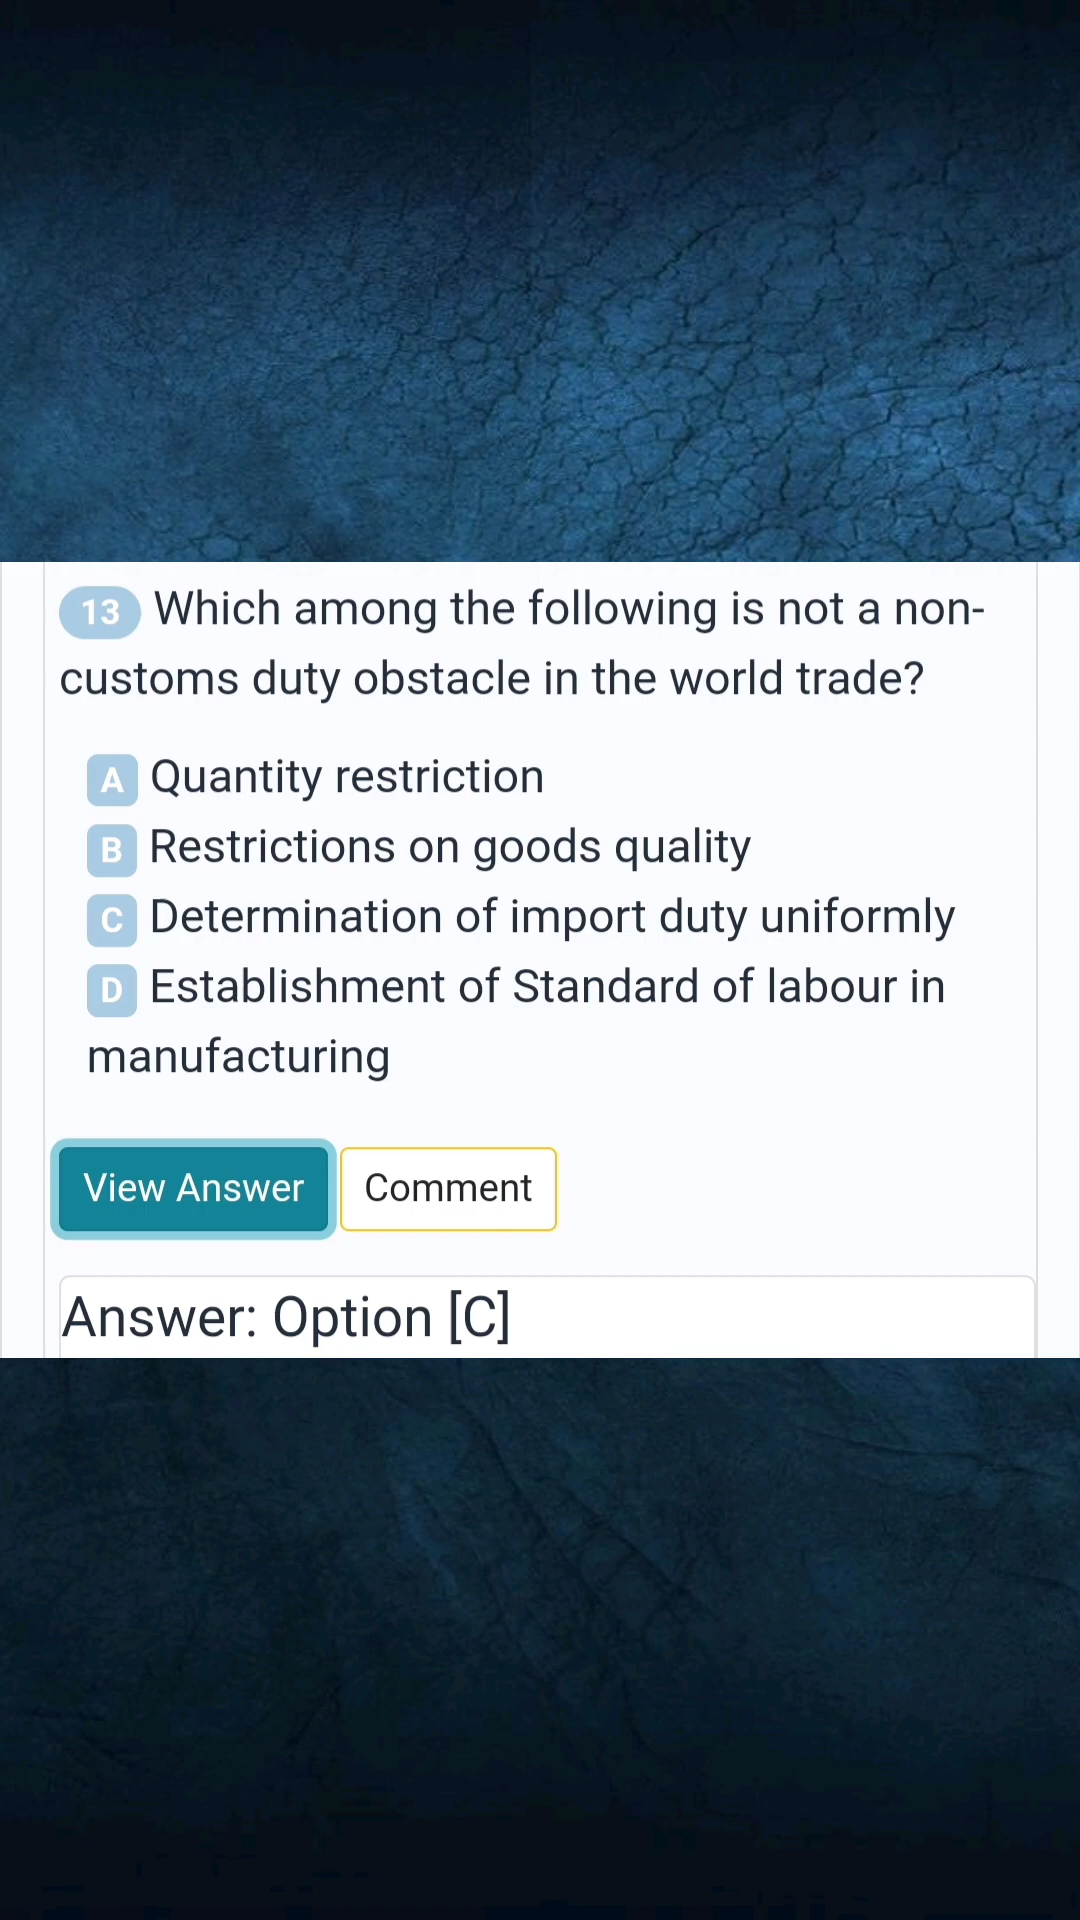 13 Which among the following is not a non-
customs duty obstacle in the world trade?
A Quantity restriction
B Restrictions on goods quality
C Determination of import duty uniformly
D Establishment of Standard of labour in
manufacturing
View Answer Comment
Answer: Option [C]